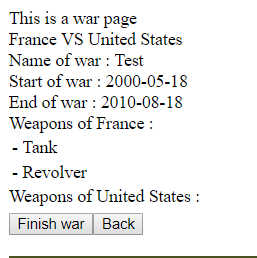 This is a war page
France VS United States
Name of war : Test
Start of war : 2000-05-18
End of war : 2010-08-18
Weapons of France :
- Tank
- Revolver
Weapons of United States :
Finish war Back